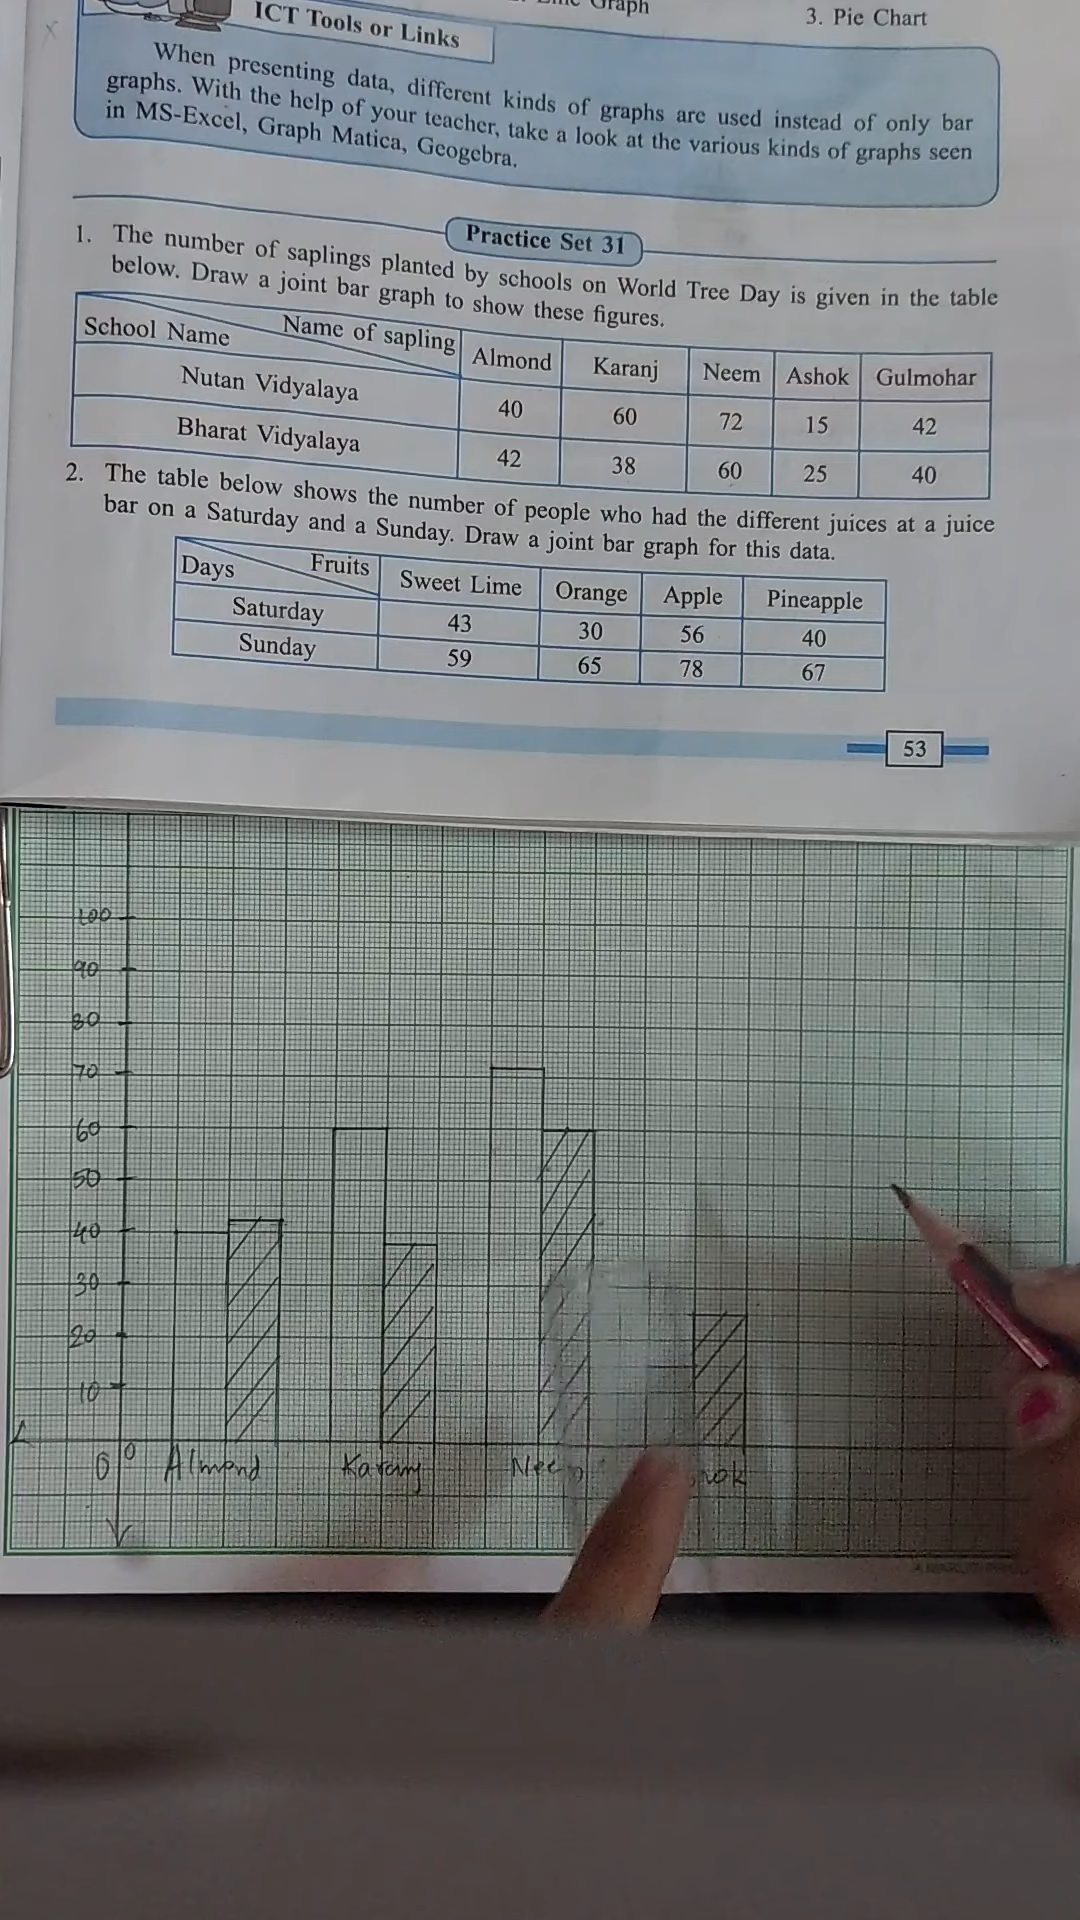 Graph
3. Pie Chart
ICT Tools or Links
When presenting data, different kinds of graphs are used instead of only bar
graphs. With the help of your teacher, take a look at the various kinds of graphs seen
in MS-Excel, Graph Matica, Geogebra.
Practice Set 31
1. The number of saplings planted by schools on World Tree Day is given in the table
below. Draw a joint bar graph to show these figures.
School Name Name of sapling Almond Karanj Neem Ashok Gulmohar
Nutan Vidyalaya 40 60 72 15 42
Bharat Vidyalaya 42 38 60 25 40
2. The table below shows the number of people who had the different juices at a juice
bar on a Saturday and a Sunday. Draw a joint bar graph for this data.
Days Fruits Sweet Lime Orange Apple Pineapple
Saturday 43 30 56 40
Sunday 59 65 78 67
53
100
90
80
70
60
50
40
30
20
10
0 0 Almond Karanj